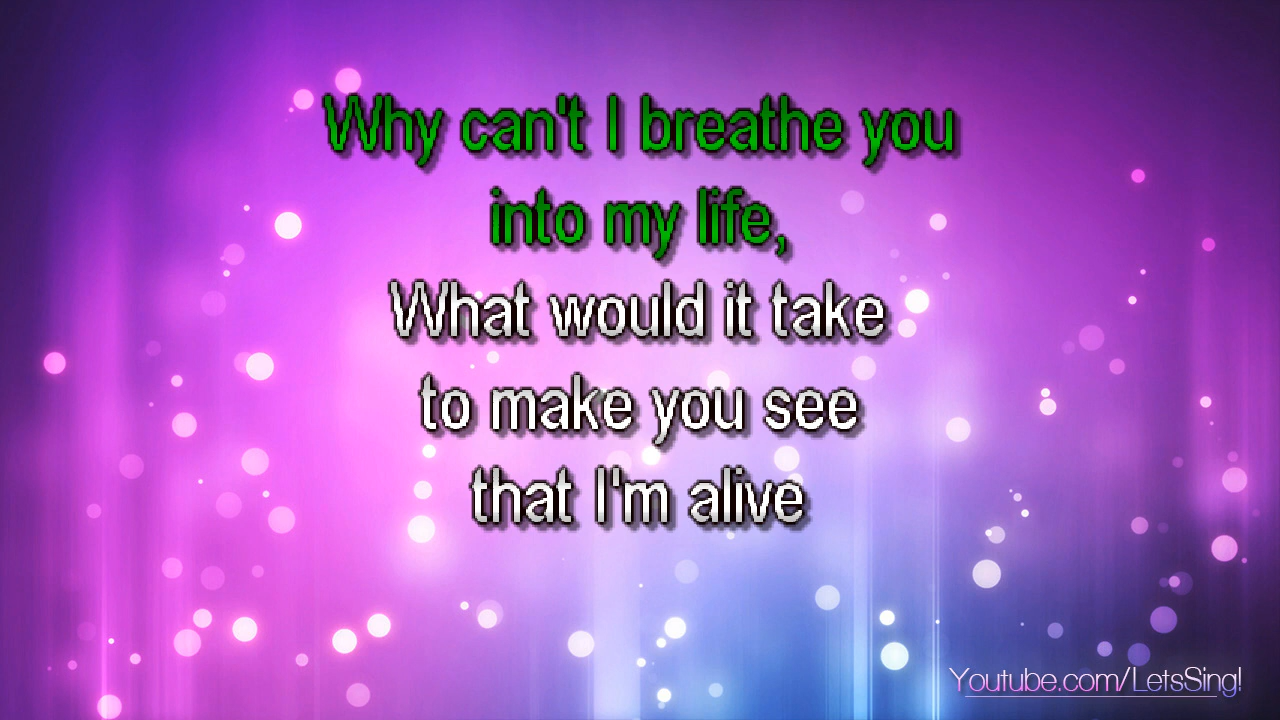 Why can't I breathe you
into my life,
What would it take
to make you see
that I'm alive
Youtube.com/LetsSing!